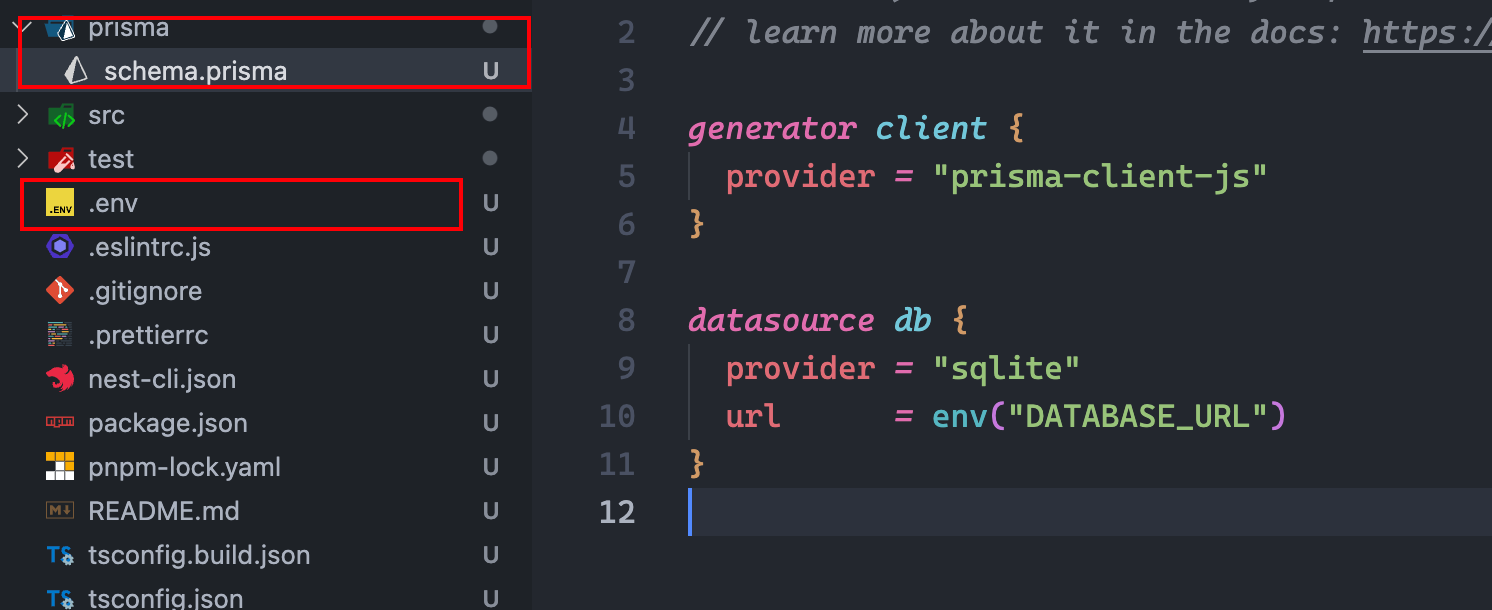 prisma
schema.prisma U
src
test
.ENV .env U
.eslintrc.js U
.gitignore U
.prettierrc U
nest-cli.json U
package.json U
pnpm-lock.yaml U
M README.md U
TS tsconfig.build.json U
TS tsconfig.json U
2 // learn more about it in the docs: https://
3
4 generator client {
5 provider = "prisma-client-js"
6 }
7
8 datasource db {
9 provider = "sqlite"
10 url = env("DATABASE_URL")
11 }
12